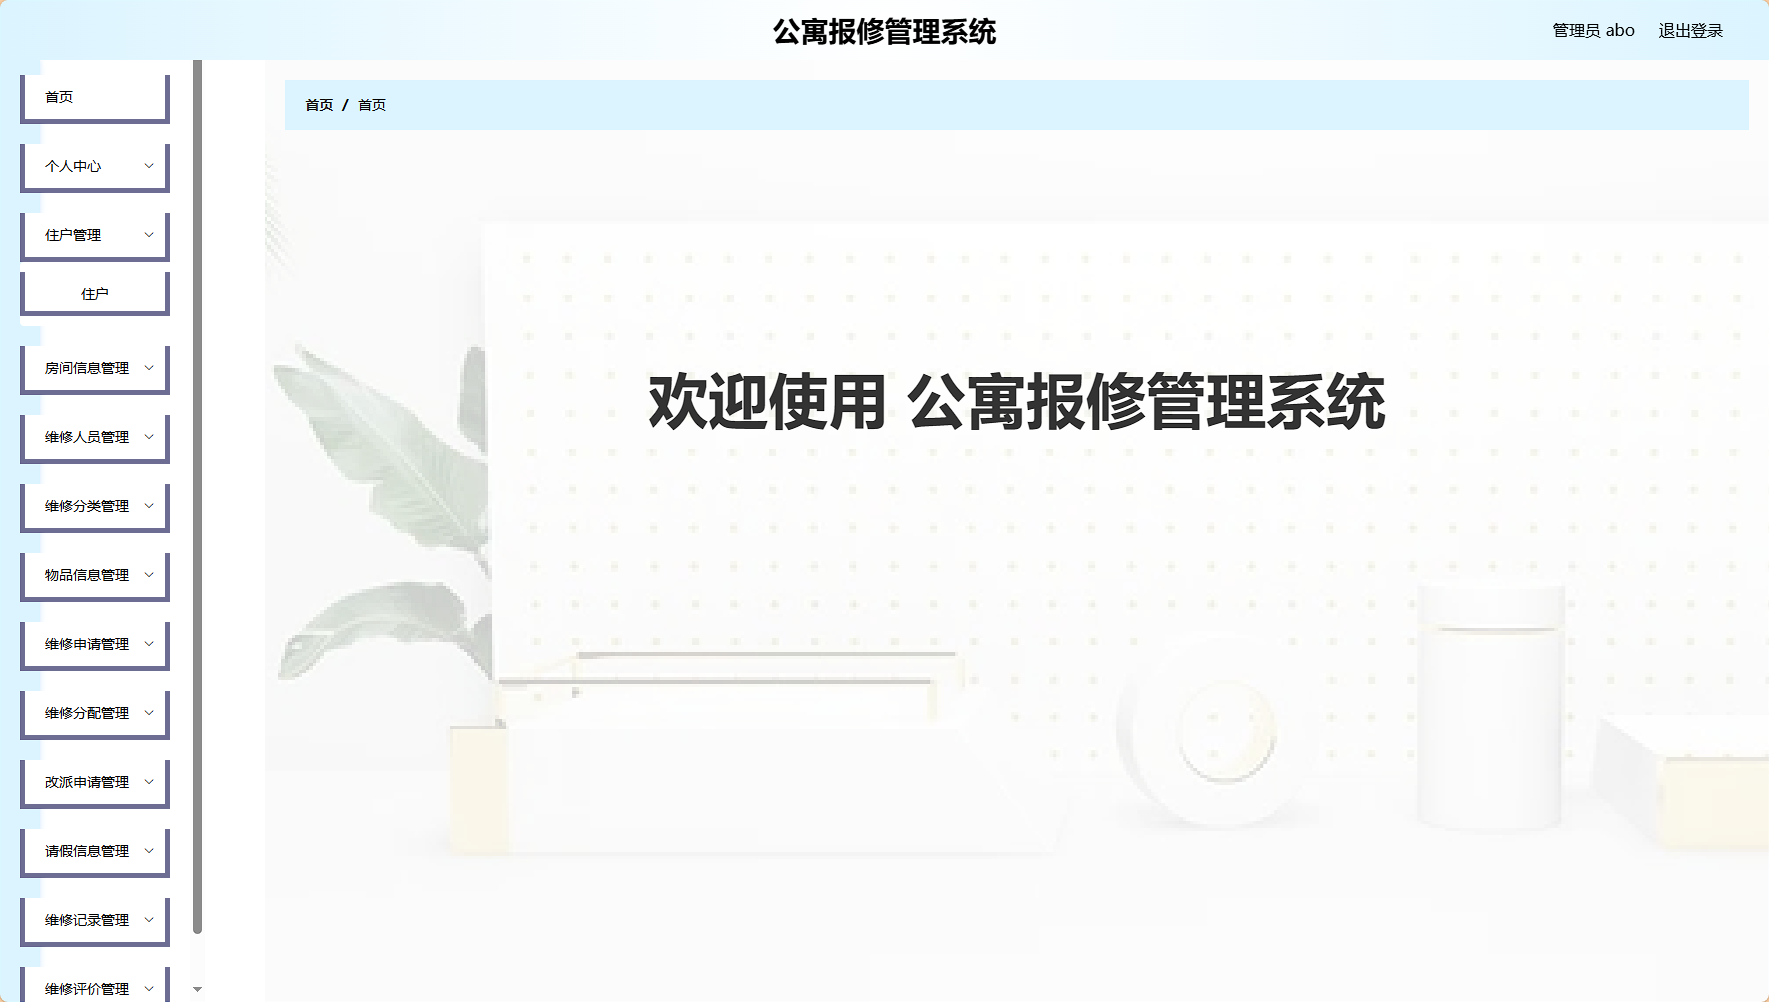 公寓报修管理系统
管理员 abo 退出登录
首页
个人中心
住户管理
住户
房间信息管理
维修人员管理
维修分类管理
物品信息管理
维修申请管理
维修分配管理
改派申请管理
请假信息管理
维修记录管理
维修评价管理
首页 / 首页
欢迎使用 公寓报修管理系统